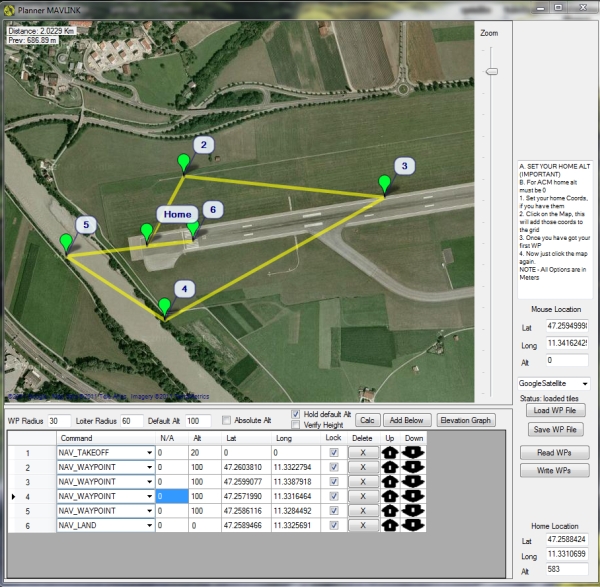 Planner MAVLINK
Distance: 2.0229 Km
Prev: 686.89 m
2
3
Home
6
5
4
Zoom
A. SET YOUR HOME ALT
(IMPORTANT)
B. For ACM home alt
must be 0
1. Set your home Coords,
if you have them
2. Click on the Map, this
will add those coords to
the grid
3. Once you have got your
first WP
4. Now just click the map
again.
NOTE - All Options are in
Meters
Mouse Location
Lat 47.25949998
Long 11.34162425
Alt 0
GoogleSatellite
Status: loaded tiles
Load WP File
Save WP File
Read WPs
Write WPs
Home Location
Lat 47.2588424
Long 11.3310699
Alt 583
WP Radius 30 Loiter Radius 60 Default Alt 100 Absolute Alt Hold default Alt Verify Height Calc Add Below Elevation Graph
Command N/A Alt Lat Long Lock Delete Up Down
1 NAV_TAKEOFF 0 20 0 0 X
2 NAV_WAYPOINT 0 100 47.2603810 11.3322794 X
3 NAV_WAYPOINT 0 100 47.2599077 11.3387918 X
4 NAV_WAYPOINT 0 100 47.2571990 11.3316464 X
5 NAV_WAYPOINT 0 100 47.2586116 11.3284492 X
6 NAV_LAND 0 0 47.2589466 11.3325691 X